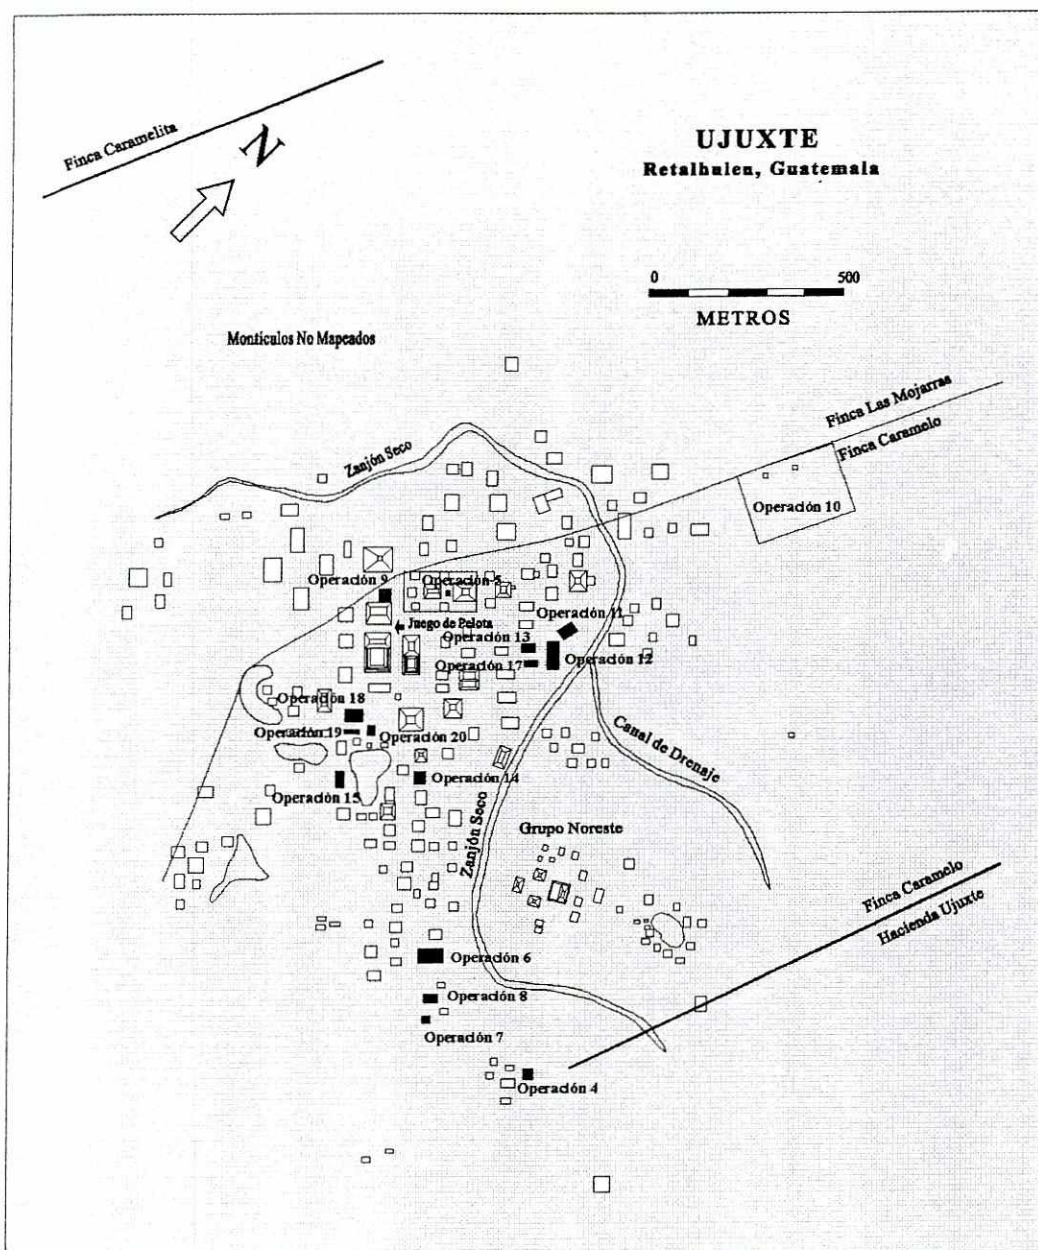 UJUXTE
Retalhuleu, Guatemala
Finca Caramelita
N
0 500
METROS
Montículos No Mapeados
Finca Las Mojarras
Finca Caramelo
Zanjón Seco
Operación 10
Operación 9
Operación 5
Operación 11
Juego de Pelota
Operación 13
Operación 17
Operación 12
Operación 18
Operación 19
Operación 20
Canal de Drenaje
Operación 14
Operación 15
Zanjón Seco
Grupo Noreste
Finca Caramelo
Hacienda Ujuxte
Operación 6
Operación 8
Operación 7
Operación 4